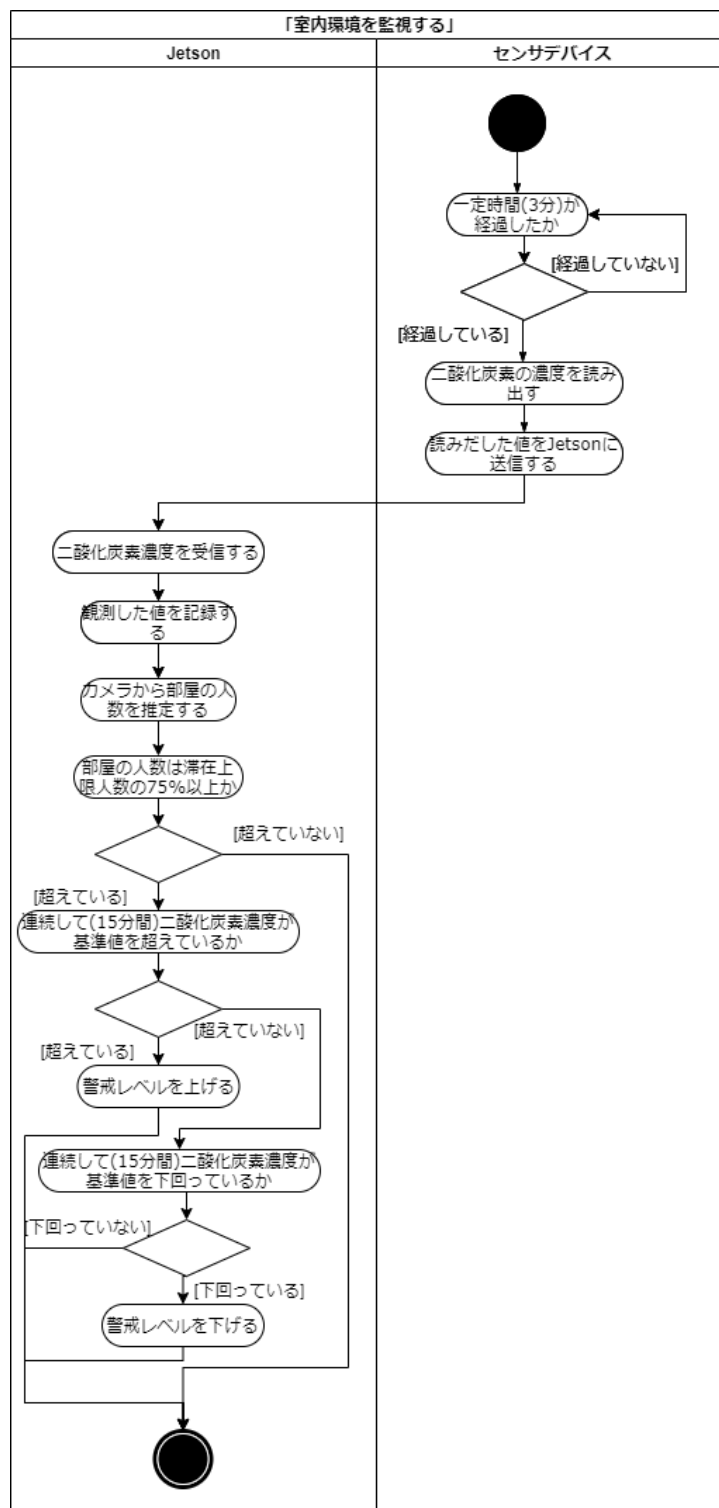 「室内環境を監視する」
Jetson
センサデバイス
一定時間(3分)が
経過したか
[経過していない]
[経過している]
二酸化炭素の濃度を読み
出す
読みだした値をJetsonに
送信する
二酸化炭素濃度を受信する
観測した値を記録す
る
カメラから部屋の人
数を推定する
部屋の人数は滞在上
限人数の75%以上か
[超えていない]
[超えている]
連続して(15分間)二酸化炭素濃度が
基準値を超えているか
[超えていない]
[超えている]
警戒レベルを上げる
連続して(15分間)二酸化炭素濃度が
基準値を下回っているか
[下回っていない]
[下回っている]
警戒レベルを下げる